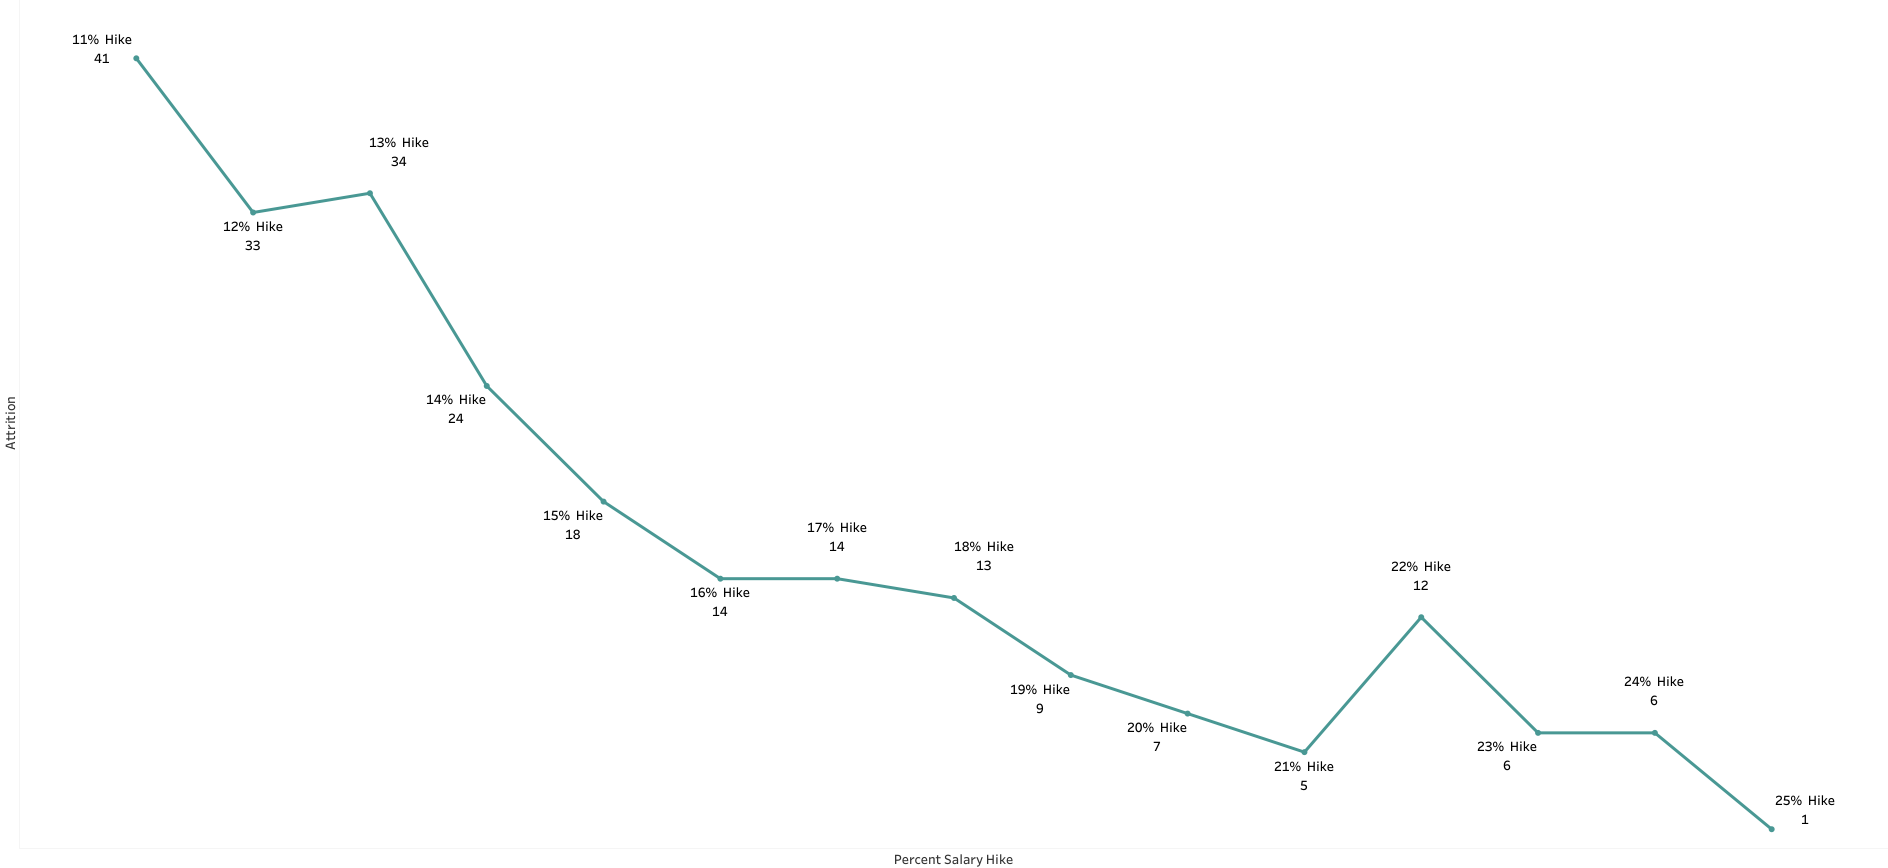 11% Hike
41
13% Hike
34
12% Hike
33
14% Hike
24
15% Hike
18
16% Hike
14
17% Hike
14
18% Hike
13
19% Hike
9
20% Hike
7
21% Hike
5
22% Hike
12
23% Hike
6
24% Hike
6
25% Hike
1
Attrition
Percent Salary Hike